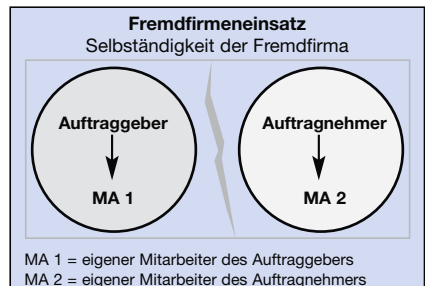 Fremdfirmeneinsatz
Selbständigkeit der Fremdfirma
Auftraggeber Auftragnehmer
MA 1 MA 2
MA 1 = eigener Mitarbeiter des Auftraggebers
MA 2 = eigener Mitarbeiter des Auftragnehmers